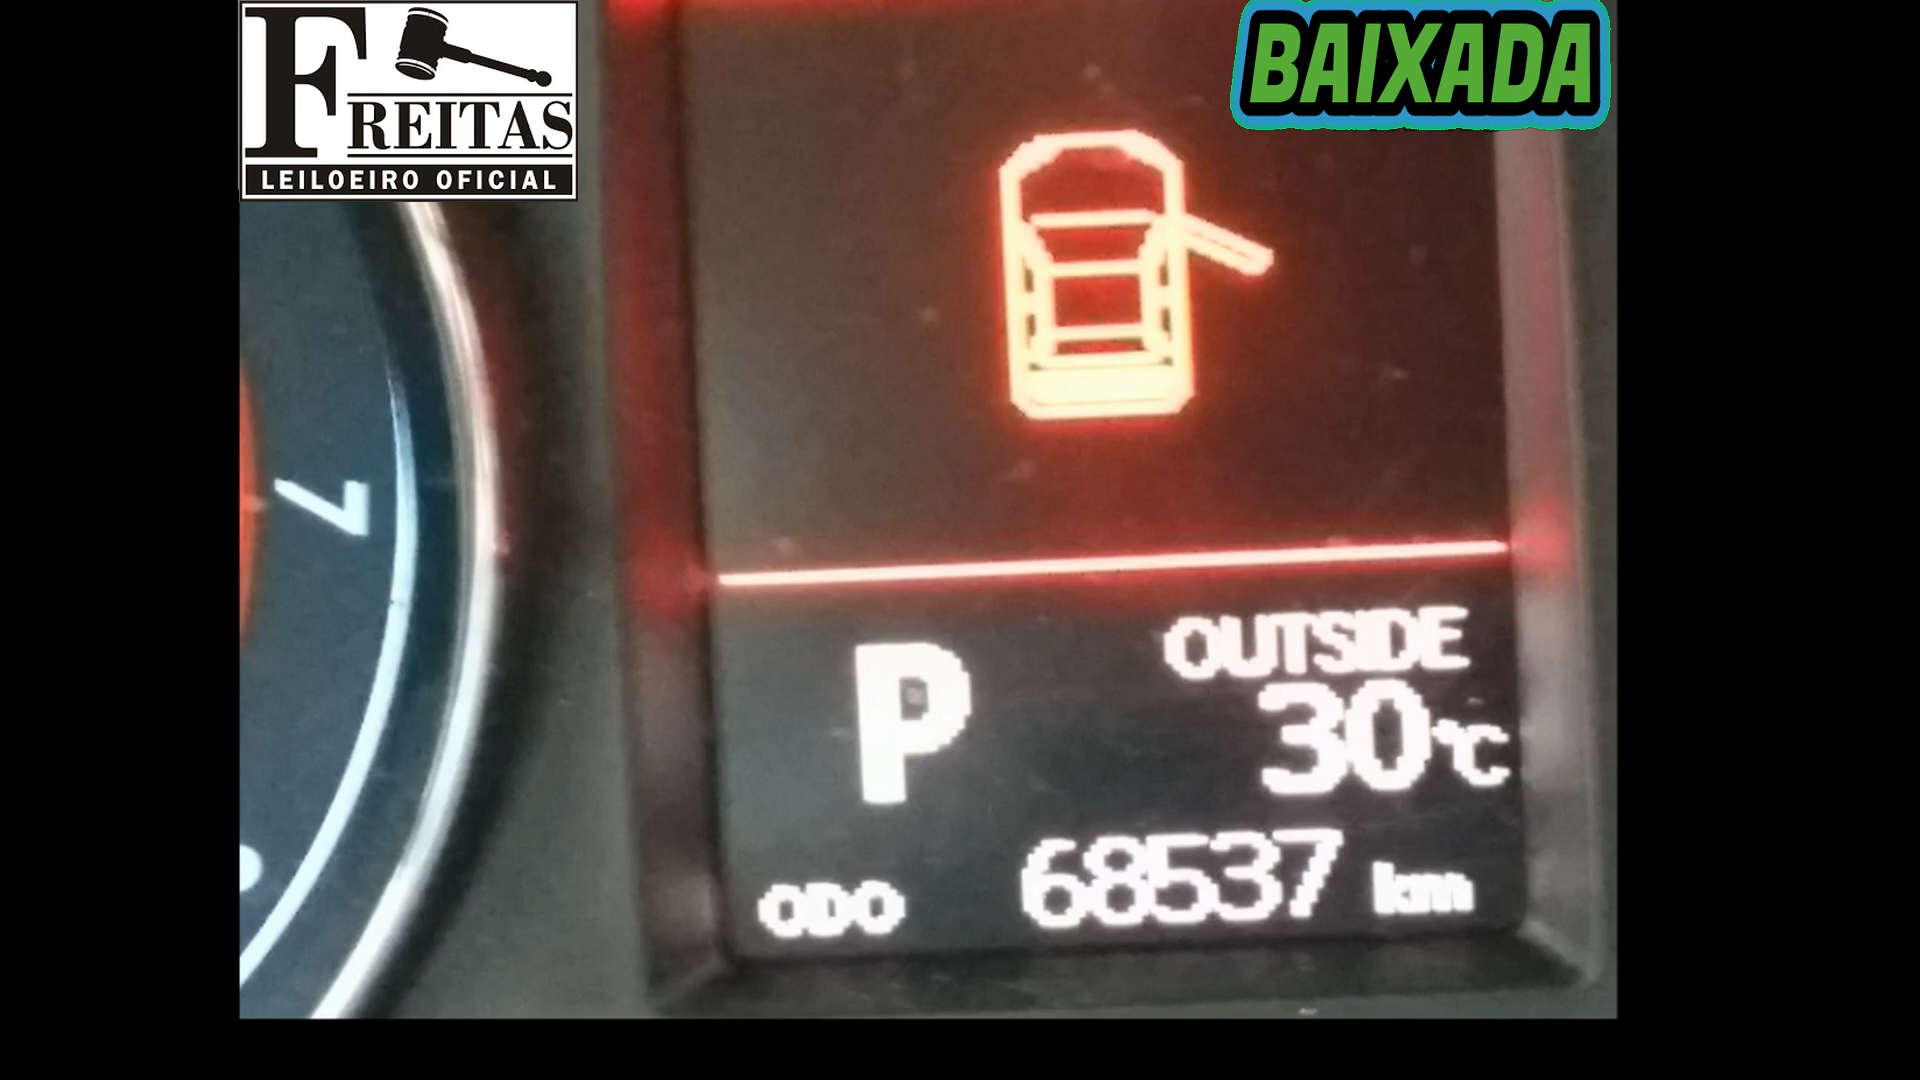 FREITAS
LEILOEIRO OFICIAL
BAIXADA
7
OUTSIDE
P
30°C
ODO 68537 km